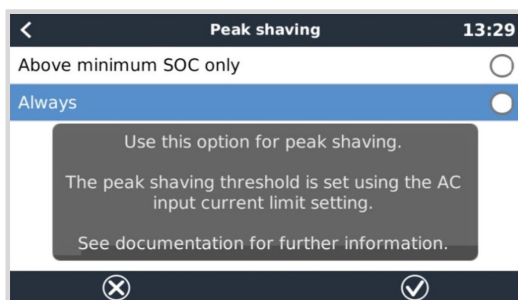 Peak shaving 13:29
Above minimum SOC only
Always
Use this option for peak shaving.
The peak shaving threshold is set using the AC
input current limit setting.
See documentation for further information.